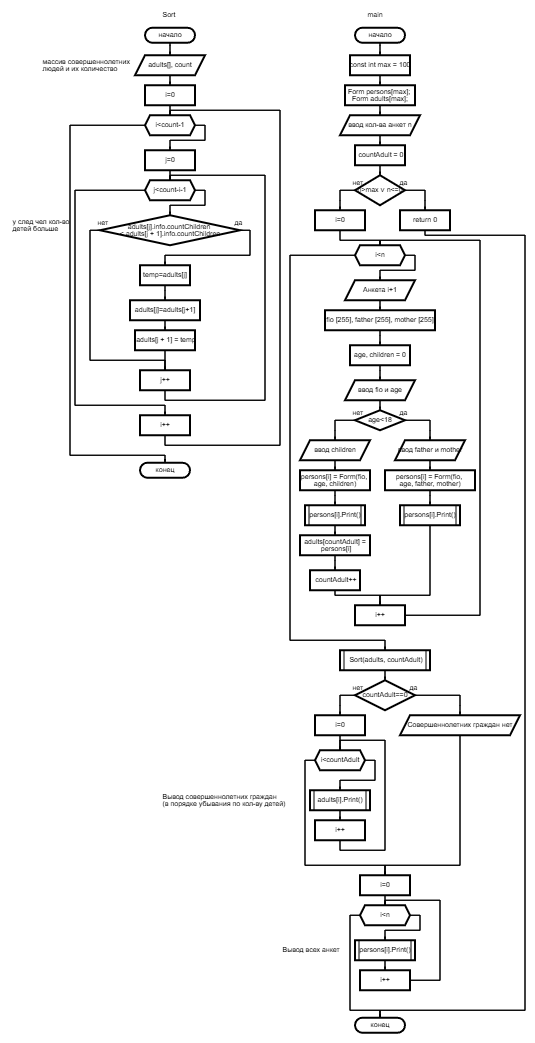 Sort
начало
массив совершеннолетних
людей и их количество
adults[], count
i=0
i<count-1
j=0
j<count-i-1
у след чел кол-во
детей больше
нет
да
adults[j].info.countChildren
< adults[j + 1].info.countChildren
temp=adults[j]
adults[j]=adults[j+1]
adults[j + 1] = temp
j++
i++
конец
main
начало
const int max = 100
Form persons[max];
Form adults[max];
ввод кол-ва анкет n
countAdult = 0
нет
да
n>max v n<=0
i=0
return 0
i<n
Анкета i+1
fio [255], father [255], mother [255]
age, children = 0
ввод fio и age
нет
да
age<18
ввод children
ввод father и mother
persons[i] = Form(fio,
age, children)
persons[i] = Form(fio,
age, father, mother)
persons[i].Print()
persons[i].Print()
adults[countAdult] =
persons[i]
countAdult++
i++
Sort(adults, countAdult)
нет
да
countAdult==0
i=0
Совершеннолетних граждан нет
i<countAdult
Вывод совершеннолетних граждан
(в порядке убывания по кол-ву детей)
adults[i].Print()
i++
i=0
i<n
Вывод всех анкет
persons[i].Print()
i++
конец